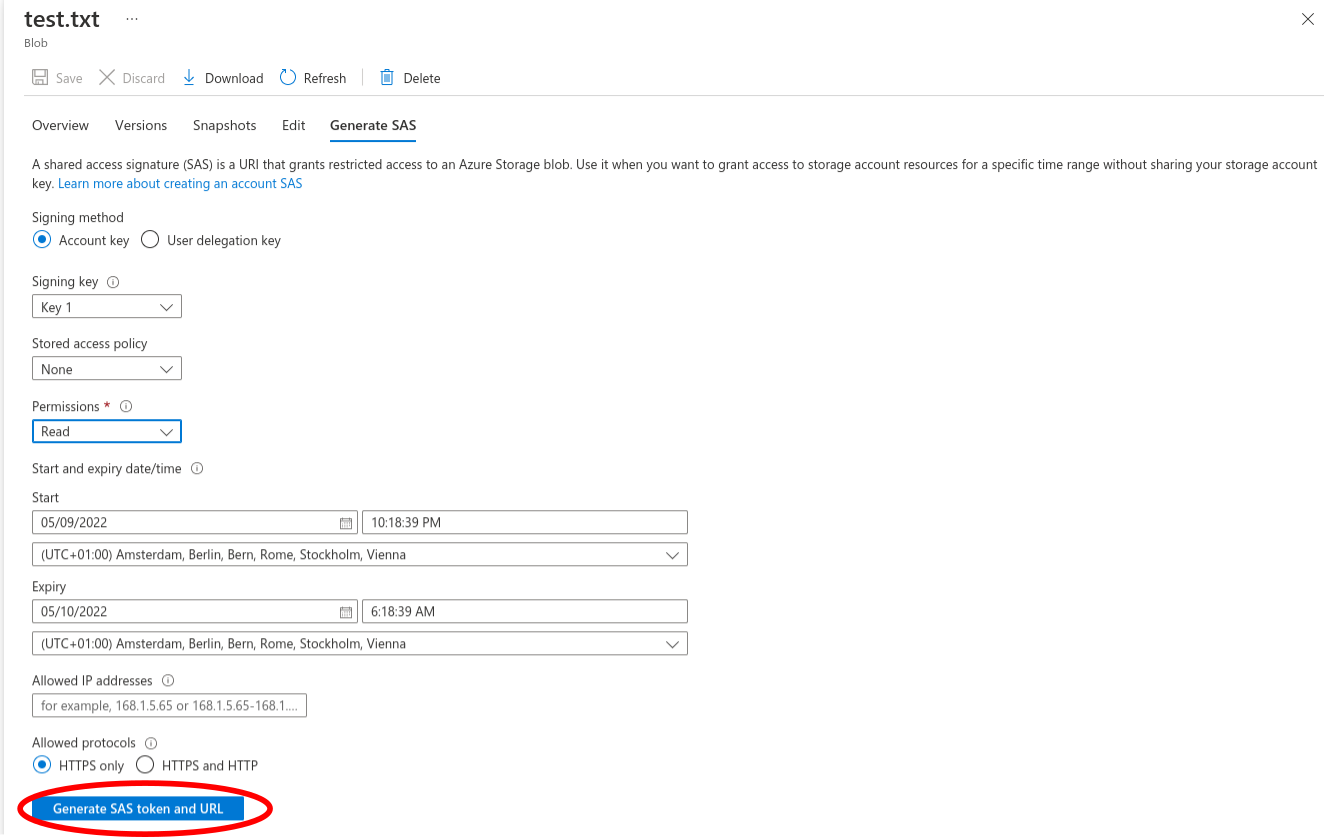 test.txt ...
Blob
Save Discard Download Refresh Delete
Overview Versions Snapshots Edit Generate SAS
A shared access signature (SAS) is a URI that grants restricted access to an Azure Storage blob. Use it when you want to grant access to storage account resources for a specific time range without sharing your storage account
key. Learn more about creating an account SAS
Signing method
Account key User delegation key
Signing key
Key 1
Stored access policy
None
Permissions *
Read
Start and expiry date/time
Start
05/09/2022 10:18:39 PM
(UTC+01:00) Amsterdam, Berlin, Bern, Rome, Stockholm, Vienna
Expiry
05/10/2022 6:18:39 AM
(UTC+01:00) Amsterdam, Berlin, Bern, Rome, Stockholm, Vienna
Allowed IP addresses
for example, 168.1.5.65 or 168.1.5.65-168.1....
Allowed protocols
HTTPS only HTTPS and HTTP
Generate SAS token and URL